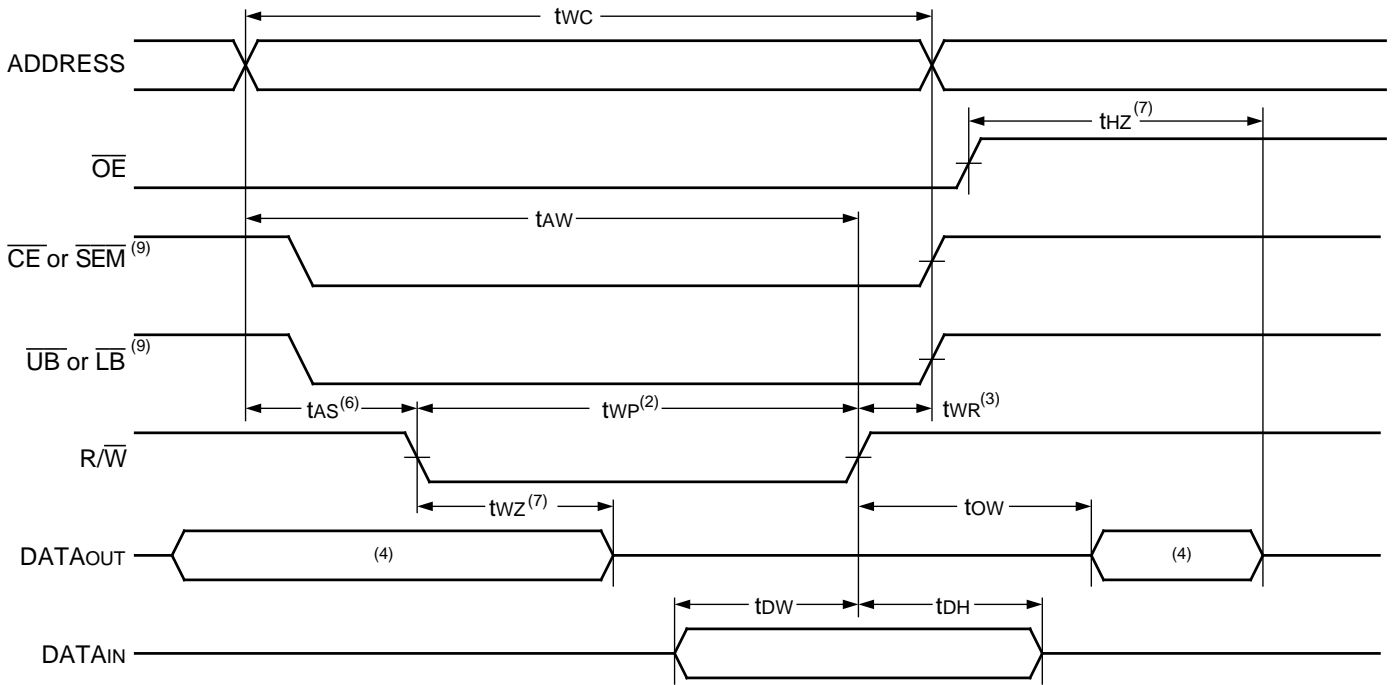 tWC
ADDRESS
tHZ(7)
OE
tAW
CE or SEM(9)
UB or LB(9)
tAS(6) tWP(2) tWR(3)
R/W
tWZ(7) tOW
DATAOUT (4) (4)
tDW tDH
DATAIN